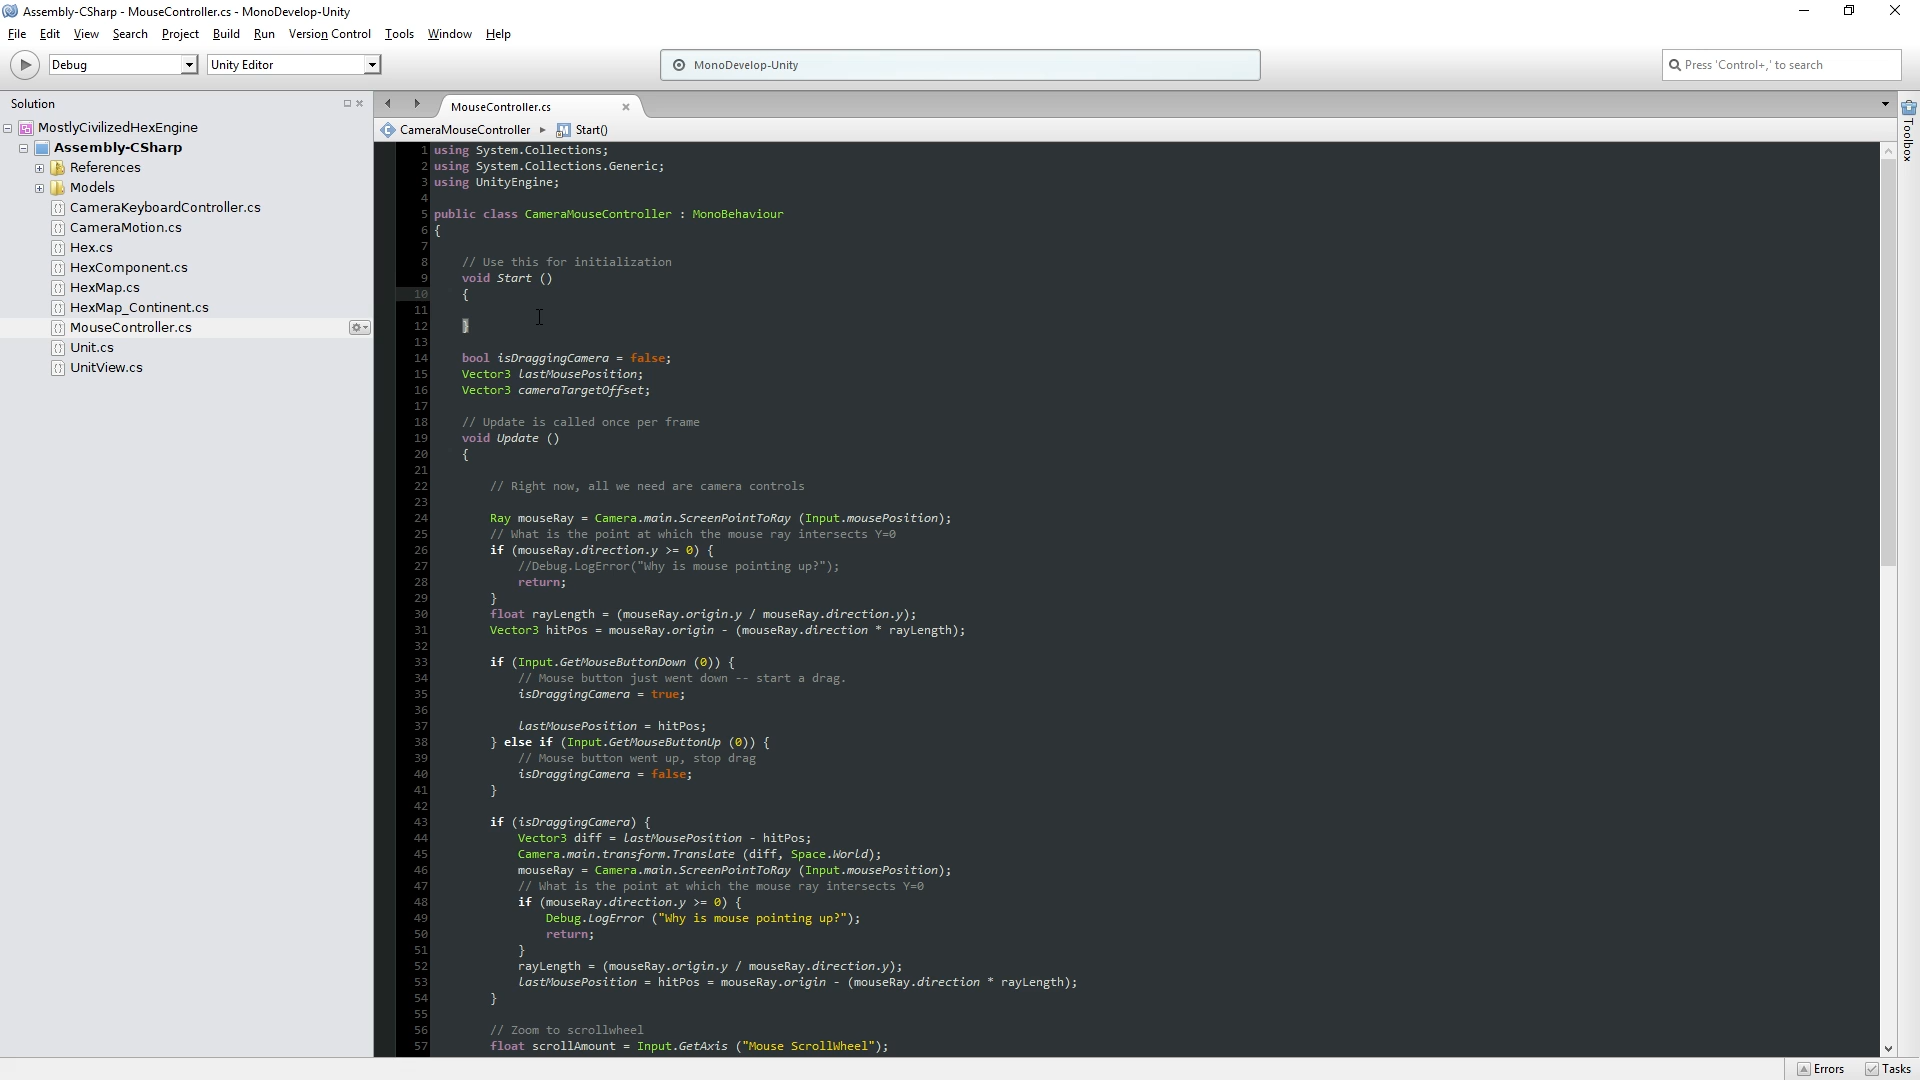 Assembly-CSharp - MouseController.cs - MonoDevelop-Unity
File Edit View Search Project Build Run Version Control Tools Window Help
Debug Unity Editor MonoDevelop-Unity Press 'Control+,' to search
Solution
MostlyCivilizedHexEngine
Assembly-CSharp
References
Models
CameraKeyboardController.cs
CameraMotion.cs
Hex.cs
HexComponent.cs
HexMap.cs
HexMap_Continent.cs
MouseController.cs
Unit.cs
UnitView.cs
MouseController.cs
CameraMouseController Start()
1 using System.Collections;
2 using System.Collections.Generic;
3 using UnityEngine;
4
5 public class CameraMouseController : MonoBehaviour
6 {
7
8 // Use this for initialization
9 void Start ()
10 {
11
12 }
13
14 bool isDraggingCamera = false;
15 Vector3 lastMousePosition;
16 Vector3 cameraTargetOffset;
17
18 // Update is called once per frame
19 void Update ()
20 {
21
22 // Right now, all we need are camera controls
23
24 Ray mouseRay = Camera.main.ScreenPointToRay (Input.mousePosition);
25 // What is the point at which the mouse ray intersects Y=0
26 if (mouseRay.direction.y >= 0) {
27 //Debug.LogError("Why is mouse pointing up?");
28 return;
29 }
30 float rayLength = (mouseRay.origin.y / mouseRay.direction.y);
31 Vector3 hitPos = mouseRay.origin - (mouseRay.direction * rayLength);
32
33 if (Input.GetMouseButtonDown (0)) {
34 // Mouse button just went down -- start a drag.
35 isDraggingCamera = true;
36
37 lastMousePosition = hitPos;
38 } else if (Input.GetMouseButtonUp (0)) {
39 // Mouse button went up, stop drag
40 isDraggingCamera = false;
41 }
42
43 if (isDraggingCamera) {
44 Vector3 diff = lastMousePosition - hitPos;
45 Camera.main.transform.Translate (diff, Space.World);
46 mouseRay = Camera.main.ScreenPointToRay (Input.mousePosition);
47 // What is the point at which the mouse ray intersects Y=0
48 if (mouseRay.direction.y >= 0) {
49 Debug.LogError ("Why is mouse pointing up?");
50 return;
51 }
52 rayLength = (mouseRay.origin.y / mouseRay.direction.y);
53 lastMousePosition = hitPos = mouseRay.origin - (mouseRay.direction * rayLength);
54 }
55
56 // Zoom to scrollwheel
57 float scrollAmount = Input.GetAxis ("Mouse ScrollWheel");
Toolbox
Errors Tasks